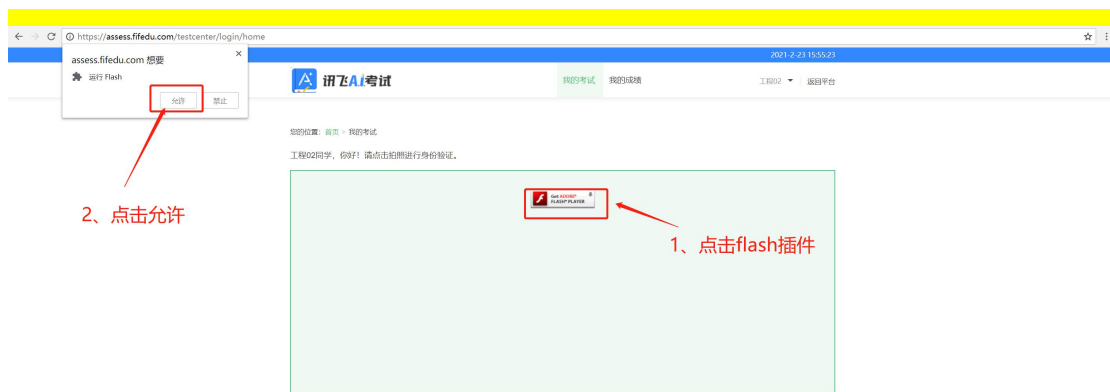 https://assess.fifedu.com/testcenter/login/home
assess.fifedu.com 想要
×
运行 Flash
允许
禁止
2021-2-23 15:55:23
讯飞A.I.考试
我的考试
我的成绩
工程02
返回平台
您的位置: 首页 > 我的考试
工程02同学, 你好! 请点击拍照进行身份验证。
Get ADOBE®
FLASH® PLAYER
2、点击允许
1、点击flash插件